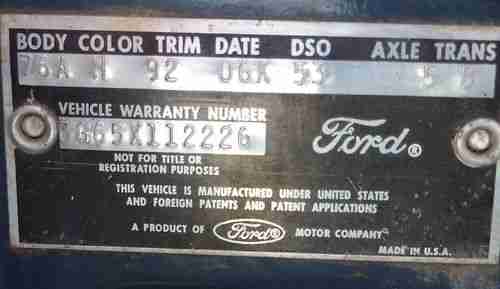 BODY COLOR TRIM DATE DSO AXLE TRANS
76A H 92 06K 53 5
VEHICLE WARRANTY NUMBER
G65X112226
Ford®
NOT FOR TITLE OR
REGISTRATION PURPOSES
THIS VEHICLE IS MANUFACTURED UNDER UNITED STATES
AND FOREIGN PATENTS AND PATENT APPLICATIONS
A PRODUCT OF Ford® MOTOR COMPANY
MADE IN U.S.A.